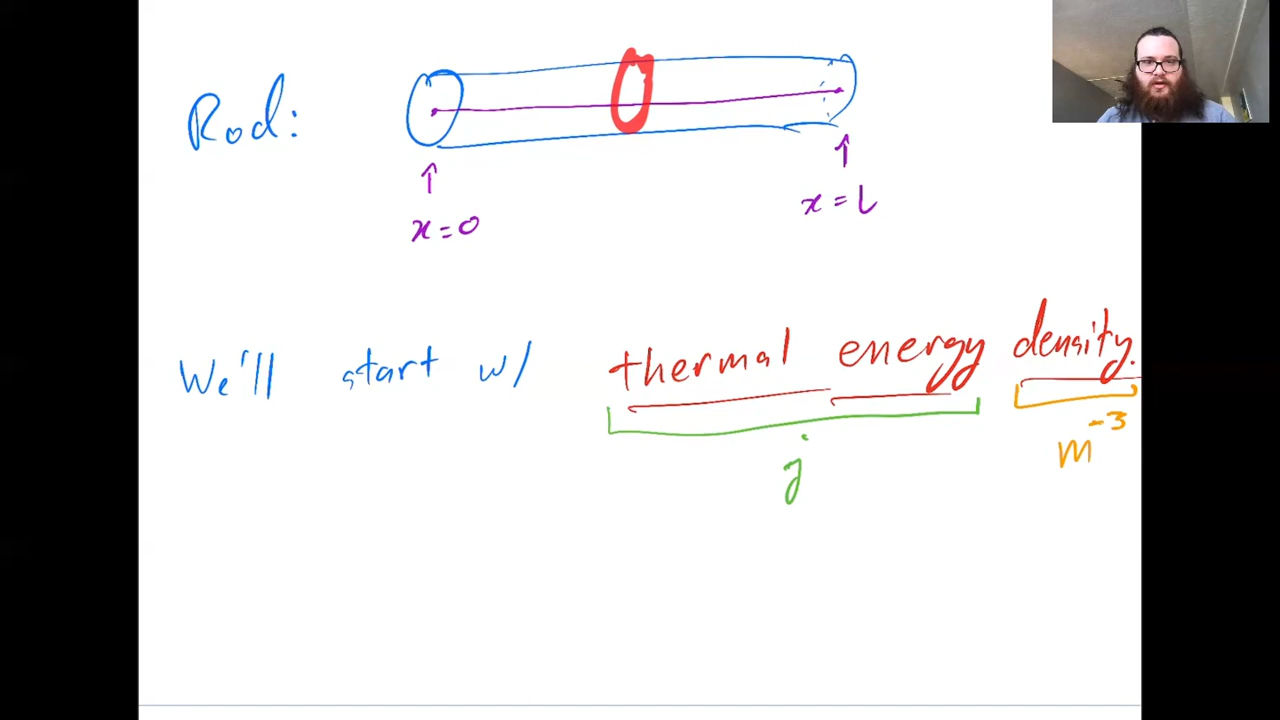 Rod:
↑ ↑
x=0 x=L
We'll start w/ thermal energy density.
j m⁻³